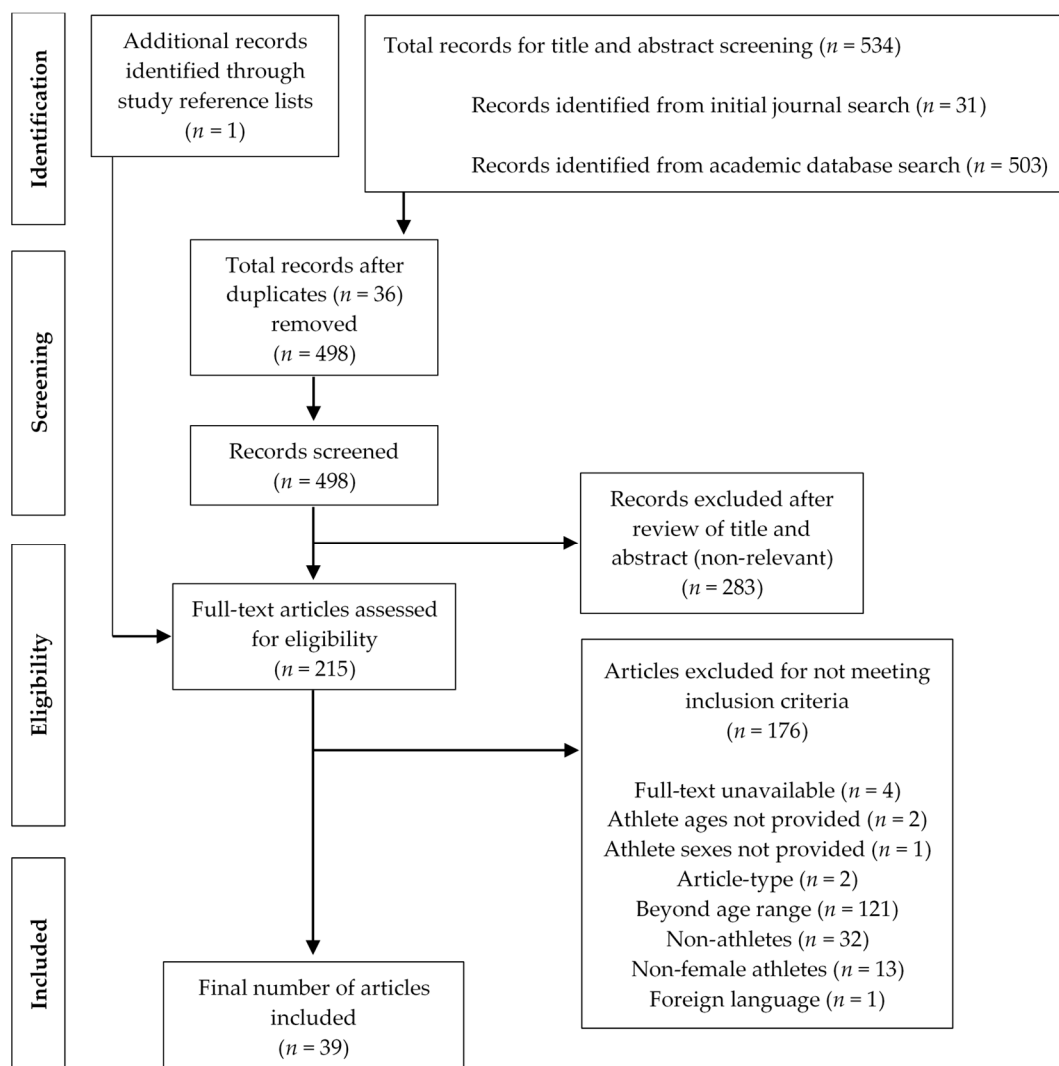 Identification
Additional records
identified through
study reference lists
(n = 1)
Total records for title and abstract screening (n = 534)
Records identified from initial journal search (n = 31)
Records identified from academic database search (n = 503)
Screening
Total records after
duplicates (n = 36)
removed
(n = 498)
Records screened
(n = 498)
Records excluded after
review of title and
abstract (non-relevant)
(n = 283)
Eligibility
Full-text articles assessed
for eligibility
(n = 215)
Articles excluded for not meeting
inclusion criteria
(n = 176)
Full-text unavailable (n = 4)
Athlete ages not provided (n = 2)
Athlete sexes not provided (n = 1)
Article-type (n = 2)
Beyond age range (n = 121)
Non-athletes (n = 32)
Non-female athletes (n = 13)
Foreign language (n = 1)
Included
Final number of articles
included
(n = 39)